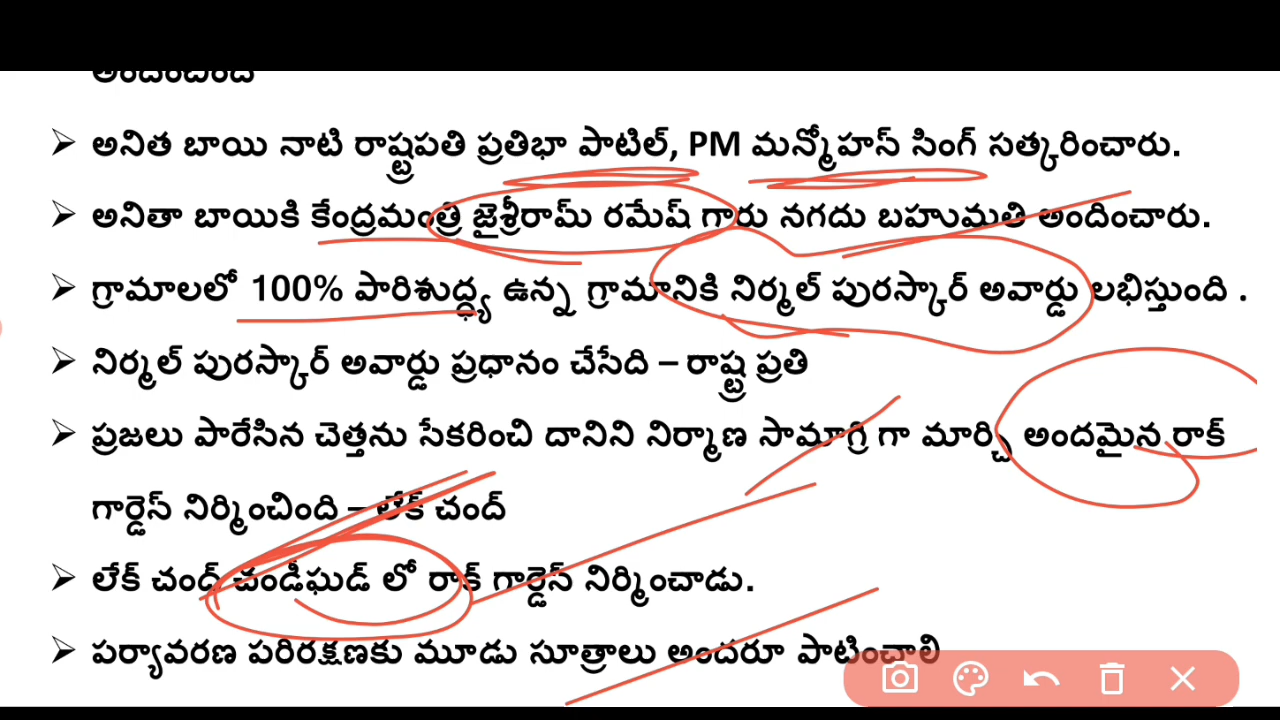 అందించింది
➢ అనిత బాయి నాటి రాష్ట్రపతి ప్రతిభా పాటిల్, PM మన్మోహన్ సింగ్ సత్కరించారు.
➢ అనితా బాయికి కేంద్రమంత్రి జైశ్రీరామ్ రమేష్ గారు నగదు బహుమతి అందించారు.
➢ గ్రామాలలో 100% పారిశుద్ధ్య ఉన్న గ్రామానికి నిర్మల్ పురస్కార్ అవార్డు లభిస్తుంది .
➢ నిర్మల్ పురస్కార్ అవార్డు ప్రధానం చేసేది – రాష్ట్ర ప్రతి
➢ ప్రజలు పారేసిన చెత్తను సేకరించి దానిని నిర్మాణ సామాగ్రి గా మార్చి అందమైన రాక్
గార్డెన్ నిర్మించింది – లేక్ చంద్
➢ లేక్ చంద్ చండీఘడ్ లో రాక్ గార్డెన్ నిర్మించాడు.
➢ పర్యావరణ పరిరక్షణకు మూడు సూత్రాలు అందరూ పాటించాలి